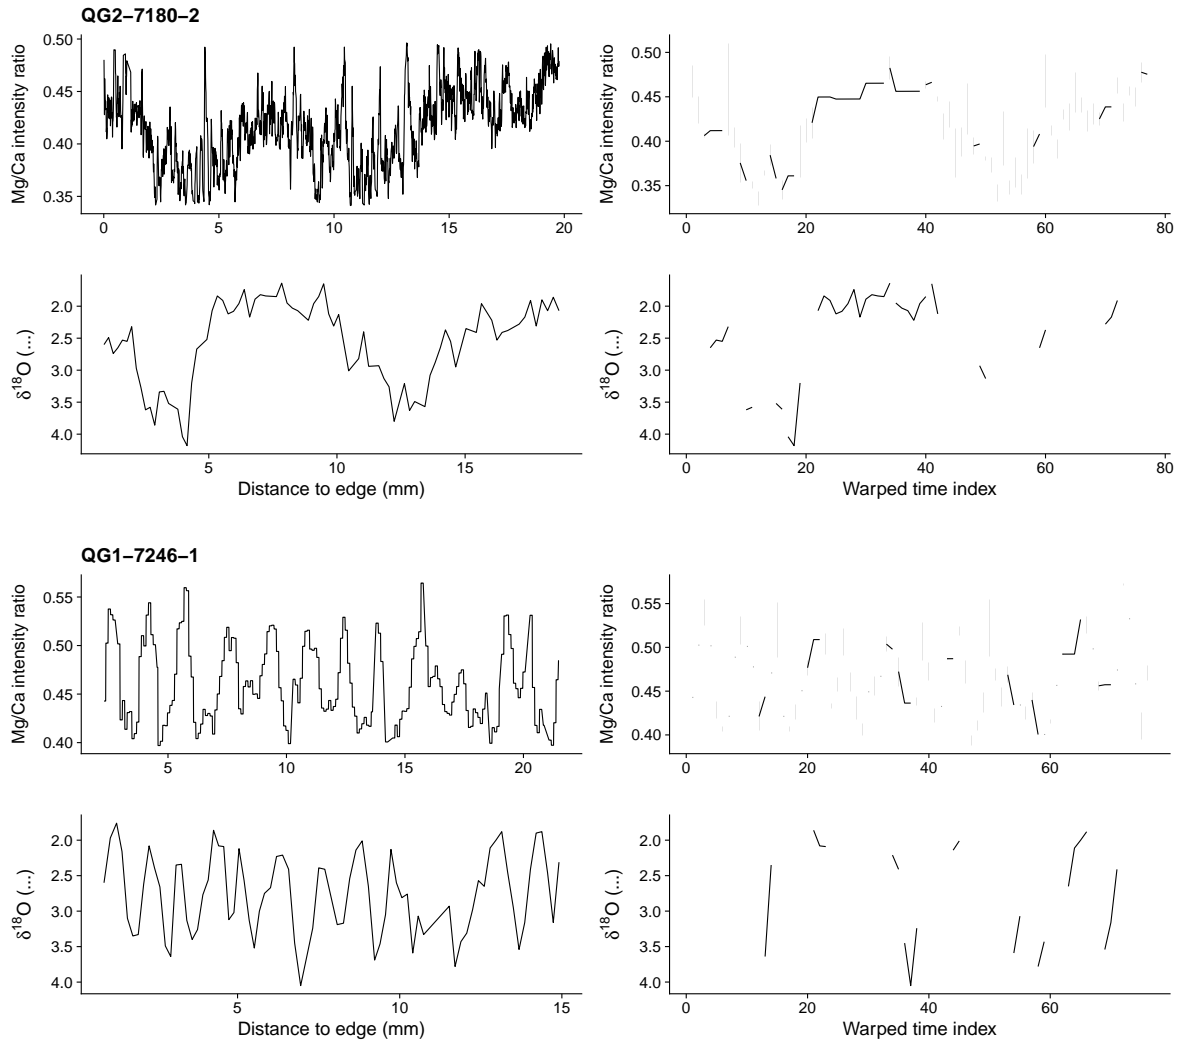 QG2−7180−2
Mg/Ca intensity ratio
0.50
0.45
0.40
0.35
0 5 10 15 20
Mg/Ca intensity ratio
0.50
0.45
0.40
0.35
0 20 40 60 80
δ18O (...)
2.0
2.5
3.0
3.5
4.0
5 10 15
Distance to edge (mm)
δ18O (...)
2.0
2.5
3.0
3.5
4.0
0 20 40 60 80
Warped time index
QG1−7246−1
Mg/Ca intensity ratio
0.55
0.50
0.45
0.40
5 10 15 20
Mg/Ca intensity ratio
0.55
0.50
0.45
0.40
0 20 40 60
δ18O (...)
2.0
2.5
3.0
3.5
4.0
5 10 15
Distance to edge (mm)
δ18O (...)
2.0
2.5
3.0
3.5
4.0
0 20 40 60
Warped time index